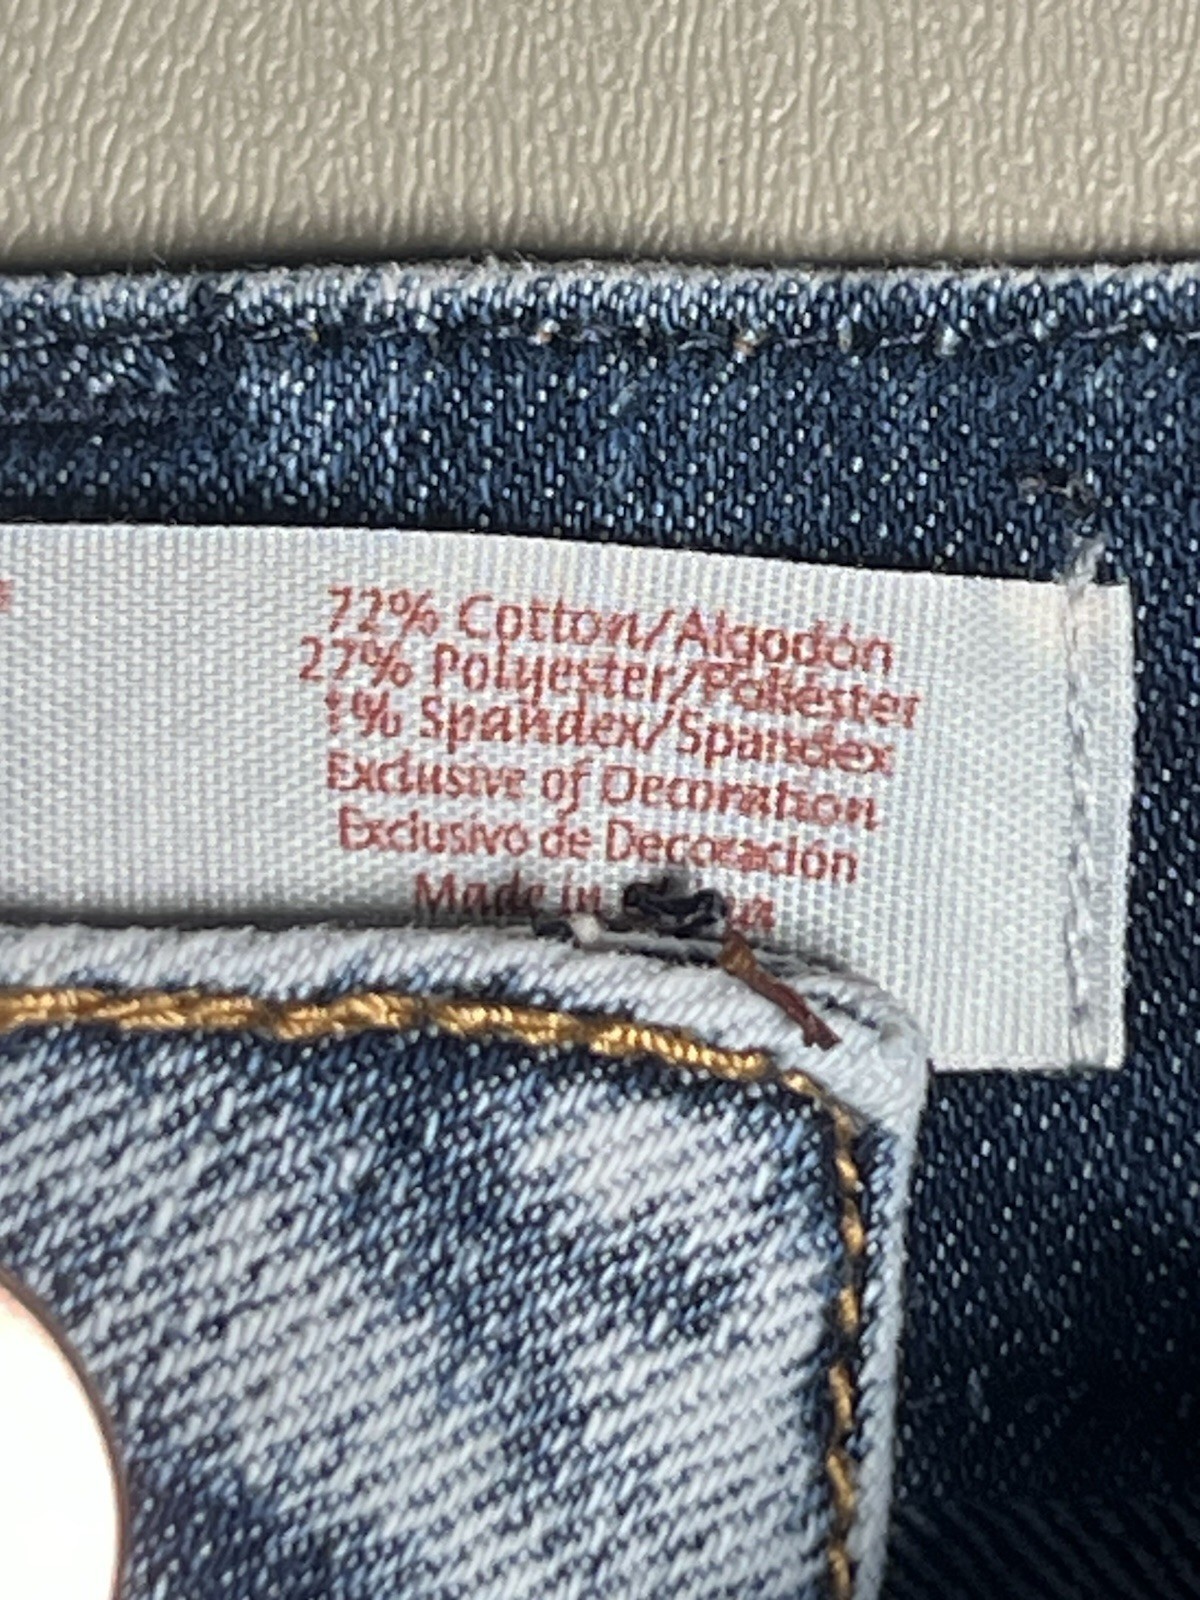 72% Cotton/Algodón
27% Polyester/Poliéster
1% Spandex/Spandex
Exclusive of Decoration
Exclusivo de Decoración
Made in